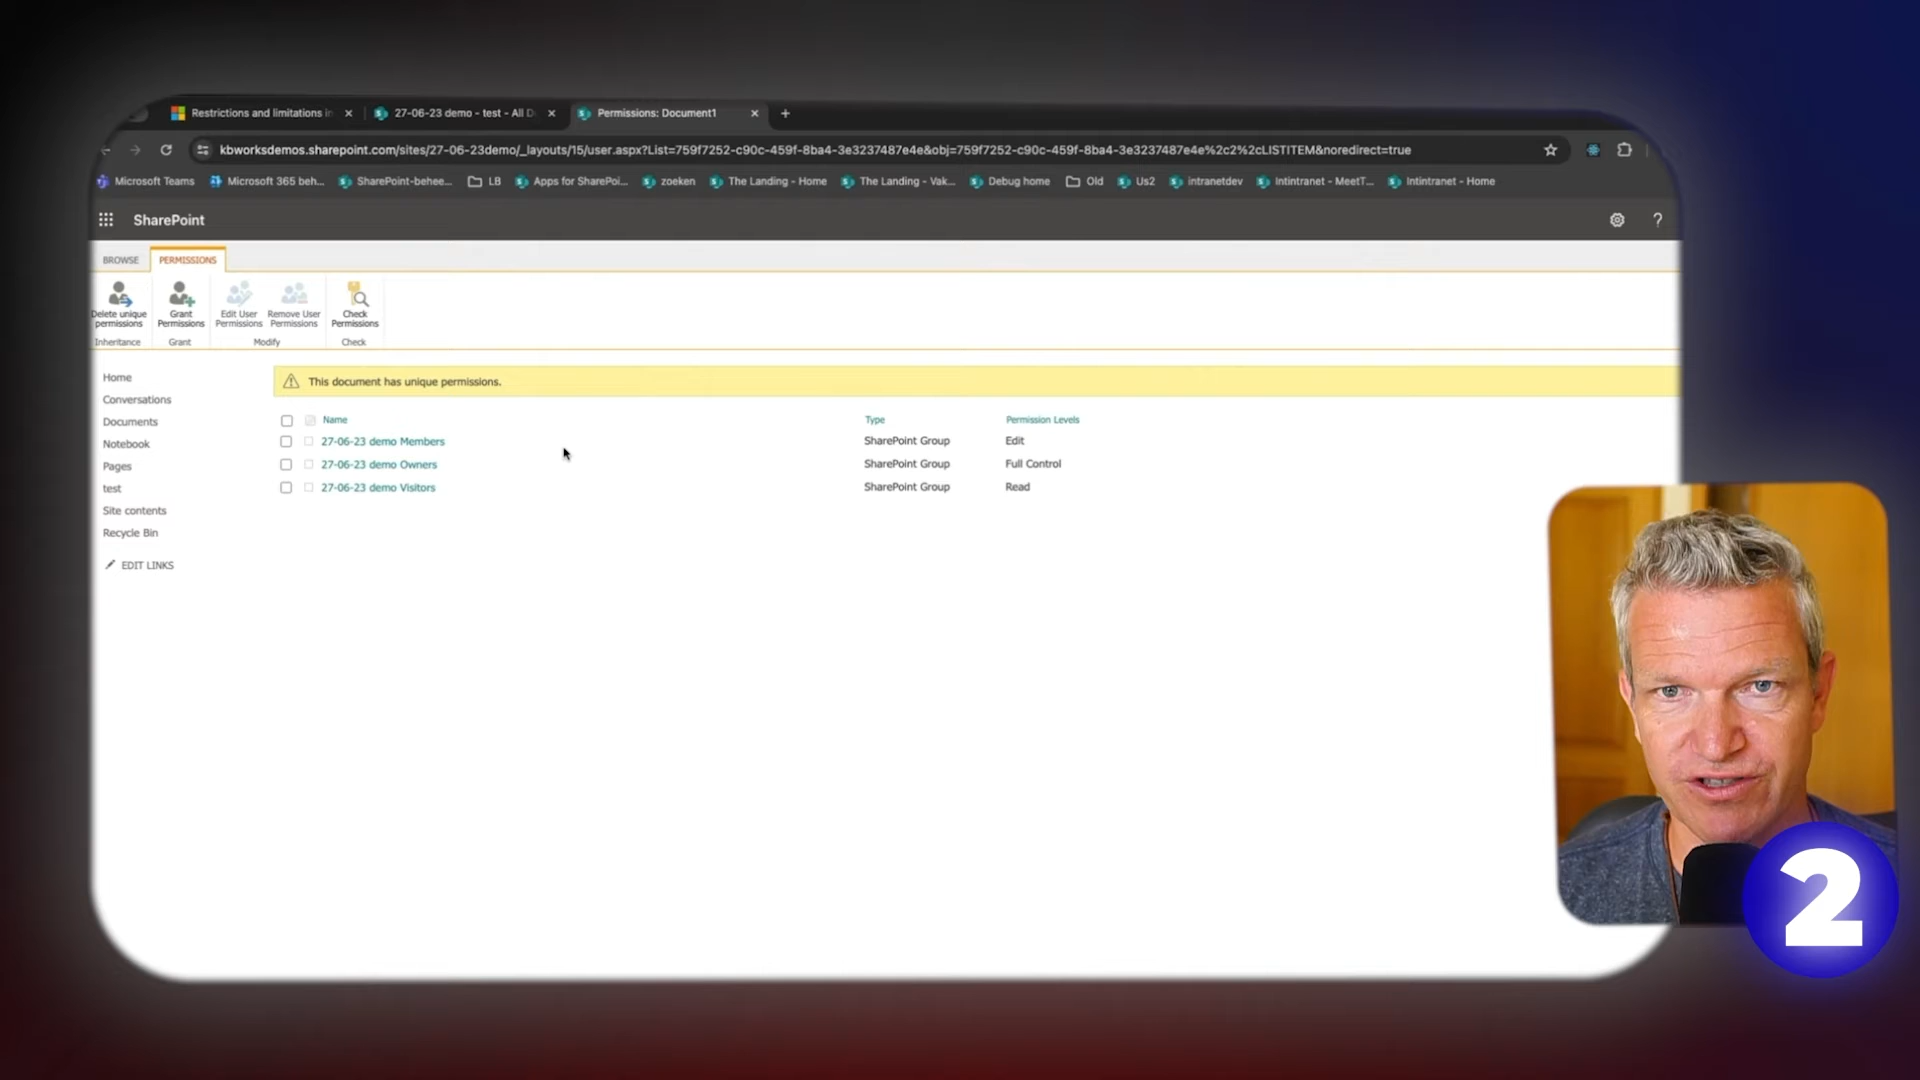 Restrictions and limitations in
27-06-23 demo - test - All D
Permissions: Document1
kbworksdemos.sharepoint.com/sites/27-06-23demo/_layouts/15/user.aspx?List=759f7252-c90c-459f-8ba4-3e3237487e4e&obj=759f7252-c90c-459f-8ba4-3e3237487e4e%2c2%2cLISTITEM&noredirect=true
Microsoft Teams
Microsoft 365 beh...
SharePoint-behee...
LB
Apps for SharePoi...
zoeken
The Landing - Home
The Landing - Vak...
Debug home
Old
Us2
intranetdev
Intintranet - MeetT...
Intintranet - Home
SharePoint
?
BROWSE
PERMISSIONS
Delete unique
permissions
Grant
Permissions
Edit User
Permissions
Remove User
Permissions
Check
Permissions
Inheritance
Grant
Modify
Check
Home
Conversations
Documents
Notebook
Pages
test
Site contents
Recycle Bin
EDIT LINKS
This document has unique permissions.
Name Type Permission Levels
27-06-23 demo Members SharePoint Group Edit
27-06-23 demo Owners SharePoint Group Full Control
27-06-23 demo Visitors SharePoint Group Read
2